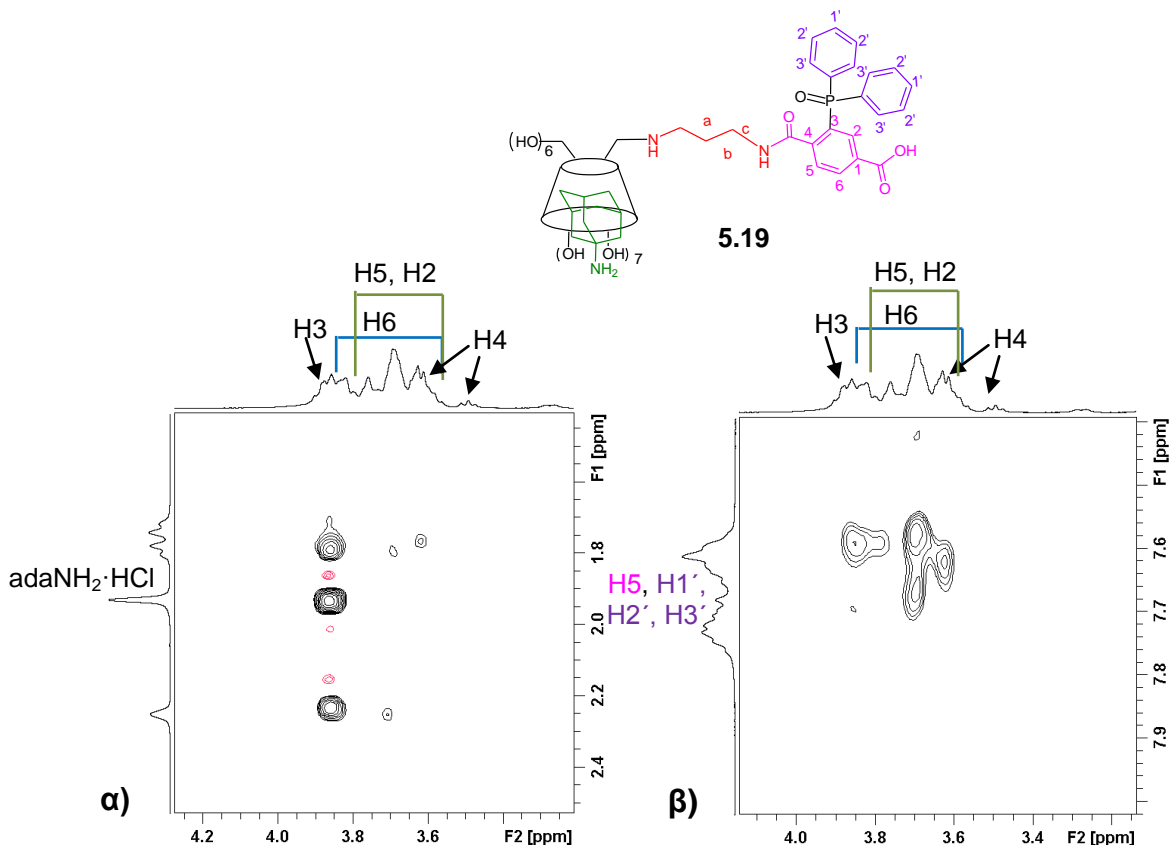 1'
2'
2'
3'
3'
2'
1'
3'
2'
O
P
3
2
O
4
OH
1
O
5
6
a
b
c
N
H
N
H
(HO)6
(OH
OH)7
NH2
5.19
H5, H2
H6
H3
H4
H5, H2
H6
H3
H4
F1 [ppm]
1.8
2.0
2.2
2.4
adaNH2·HCl
α)
4.2 4.0 3.8 3.6 F2 [ppm]
F1 [ppm]
7.6
7.7
7.8
7.9
H5, H1´,
H2´, H3´
β)
4.0 3.8 3.6 3.4 F2 [ppm]